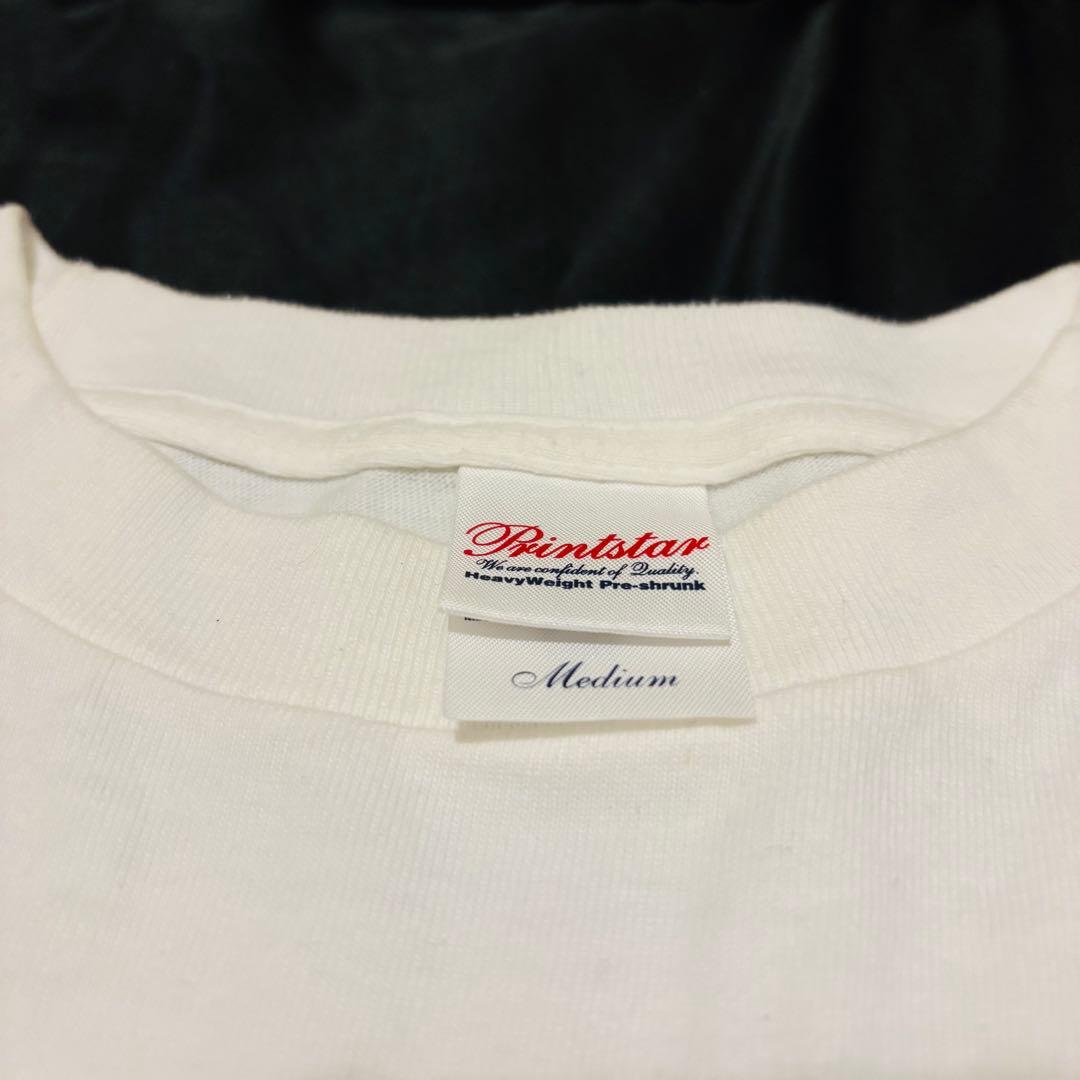 Printstar
We are confident of Quality.
HeavyWeight Pre-shrunk
Medium